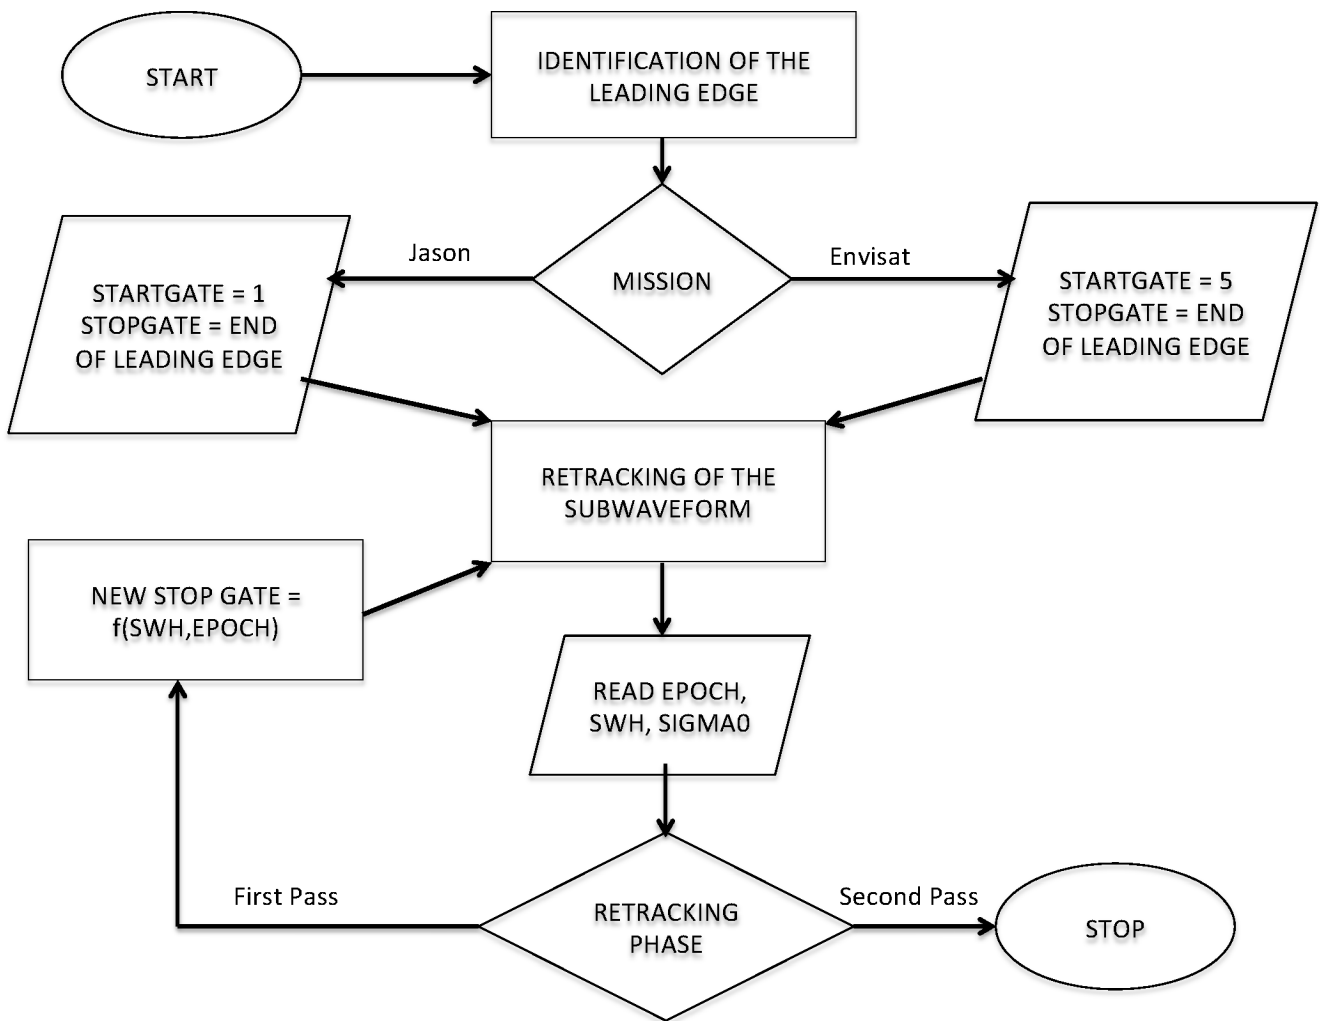 START
IDENTIFICATION OF THE
LEADING EDGE
Jason
MISSION
Envisat
STARTGATE = 1
STOPGATE = END
OF LEADING EDGE
STARTGATE = 5
STOPGATE = END
OF LEADING EDGE
RETRACKING OF THE
SUBWAVEFORM
NEW STOP GATE =
f(SWH,EPOCH)
READ EPOCH,
SWH, SIGMA0
First Pass
RETRACKING
PHASE
Second Pass
STOP